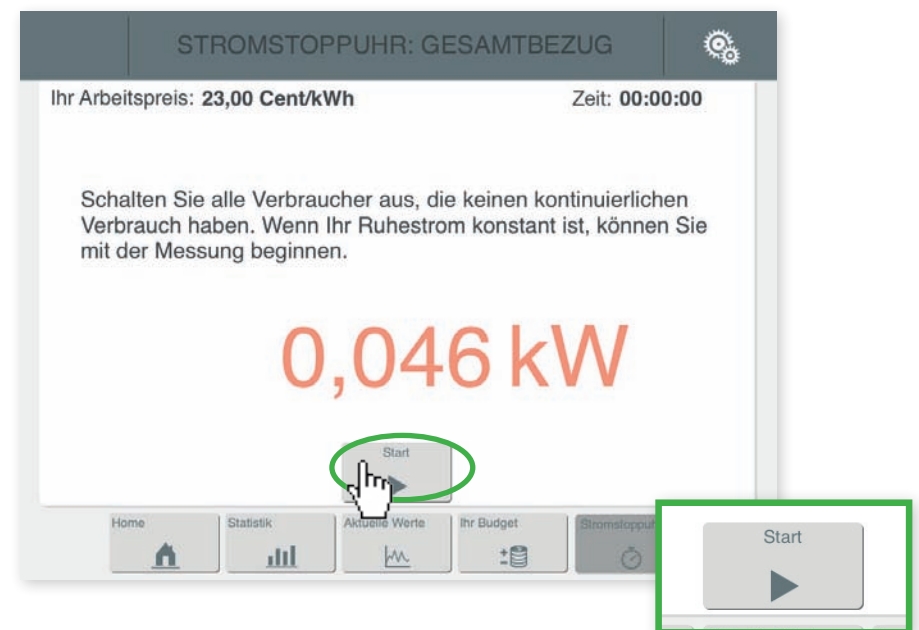 STROMSTOPPUHR: GESAMTBEZUG
Ihr Arbeitspreis: 23,00 Cent/kWh Zeit: 00:00:00
Schalten Sie alle Verbraucher aus, die keinen kontinuierlichen
Verbrauch haben. Wenn Ihr Ruhestrom konstant ist, können Sie
mit der Messung beginnen.
0,046 kW
Start
Home Statistik Aktuelle Werte Ihr Budget
Start